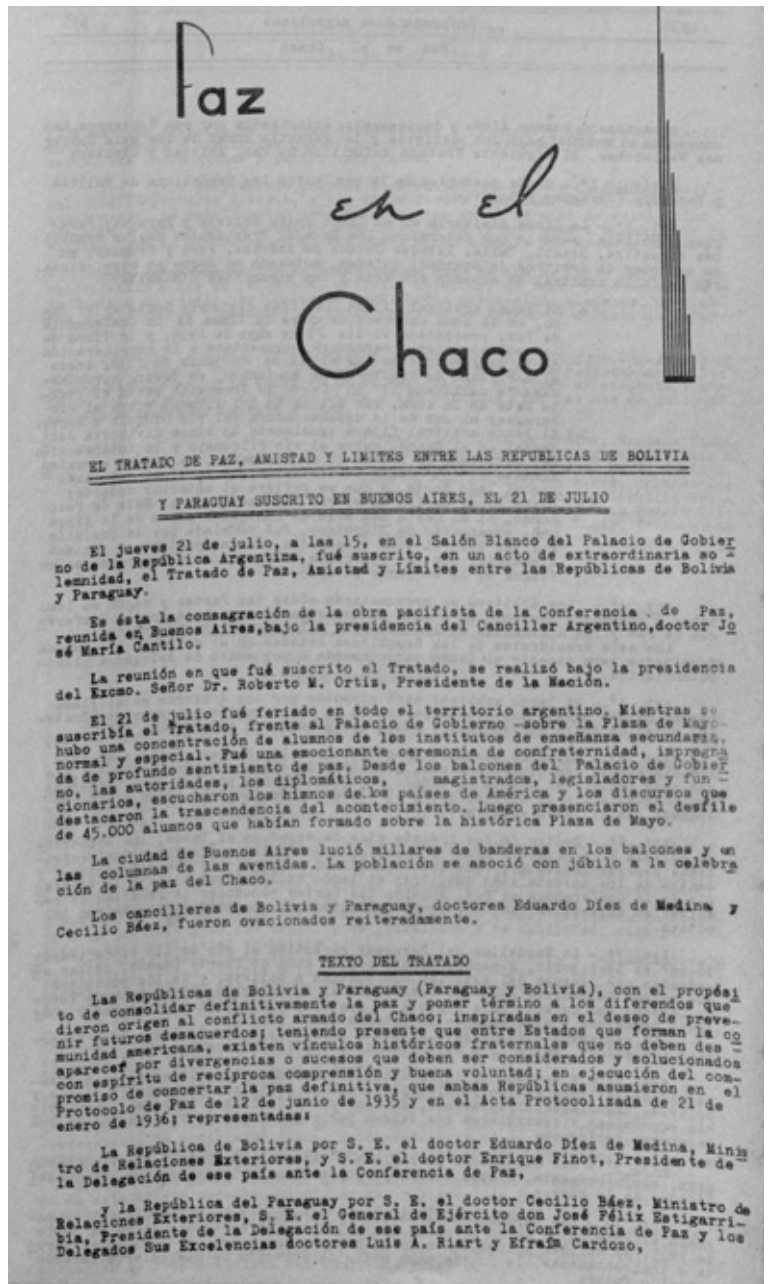 Paz
en el
Chaco
EL TRATADO DE PAZ, AMISTAD Y LIMITES ENTRE LAS REPUBLICAS DE BOLIVIA
Y PARAGUAY SUSCRITO EN BUENOS AIRES, EL 21 DE JULIO
El jueves 21 de julio, a las 15, en el Salón Blanco del Palacio de Gobier
no de la República Argentina, fué suscrito, en un acto de extraordinaria so
lemnidad, el Tratado de Paz, Amistad y Límites entre las Repúblicas de Bolivia
y Paraguay.
Es ésta la consagración de la obra pacifista de la Conferencia de Paz,
reunida en Buenos Aires,bajo la presidencia del Canciller Argentino,doctor Jo
sé María Cantilo.
La reunión en que fué suscrito el Tratado, se realizó bajo la presidencia
del Excmo. Señor Dr. Roberto M. Ortiz, Presidente de la Nación.
El 21 de julio fué feriado en todo el territorio argentino. Mientras se
suscribía el Tratado, frente al Palacio de Gobierno -sobre la Plaza de Mayo-
hubo una concentración de alumnos de los institutos de enseñanza secundaria,
normal y especial. Fué una emocionante ceremonia de confraternidad, impregna
da de profundo sentimiento de paz. Desde los balcones del Palacio de Gobier
no, las autoridades, los diplomáticos, magistrados, legisladores y fun
cionarios, escucharon los himnos de los países de América y los discursos que
destacaron la trascendencia del acontecimiento. Luego presenciaron el desfile
de 45.000 alumnos que habían formado sobre la histórica Plaza de Mayo.
La ciudad de Buenos Aires lució millares de banderas en los balcones y en
las columnas de las avenidas. La población se asoció con júbilo a la celebra
ción de la paz del Chaco.
Los cancilleres de Bolivia y Paraguay, doctores Eduardo Díez de Medina y
Cecilio Báez, fueron ovacionados reiteradamente.
TEXTO DEL TRATADO
Las Repúblicas de Bolivia y Paraguay (Paraguay y Bolivia), con el propósi
to de consolidar definitivamente la paz y poner término a los diferendos que
dieron origen al conflicto armado del Chaco; inspiradas en el deseo de preve-
nir futuros desacuerdos; teniendo presente que entre Estados que forman la co
munidad americana, existen vínculos históricos fraternales que no deben des
aparecer por divergencias o sucesos que deben ser considerados y solucionados
con espíritu de recíproca comprensión y buena voluntad; en ejecución del com-
promiso de concertar la paz definitiva, que ambas Repúblicas asumieron en el
Protocolo de Paz de 12 de junio de 1935 y en el Acta Protocolizada de 21 de
enero de 1936; representadas:
La República de Bolivia por S. E. el doctor Eduardo Díez de Medina, Minis
tro de Relaciones Exteriores, y S. E. el doctor Enrique Finot, Presidente de
la Delegación de ese país ante la Conferencia de Paz,
y la República del Paraguay por S. E. el doctor Cecilio Báez, Ministro de
Relaciones Exteriores, S. E. el General de Ejército don José Félix Estigarri-
bia, Presidente de la Delegación de ese país ante la Conferencia de Paz y los
Delegados Sus Excelencias doctores Luis A. Riart y Efraím Cardozo,